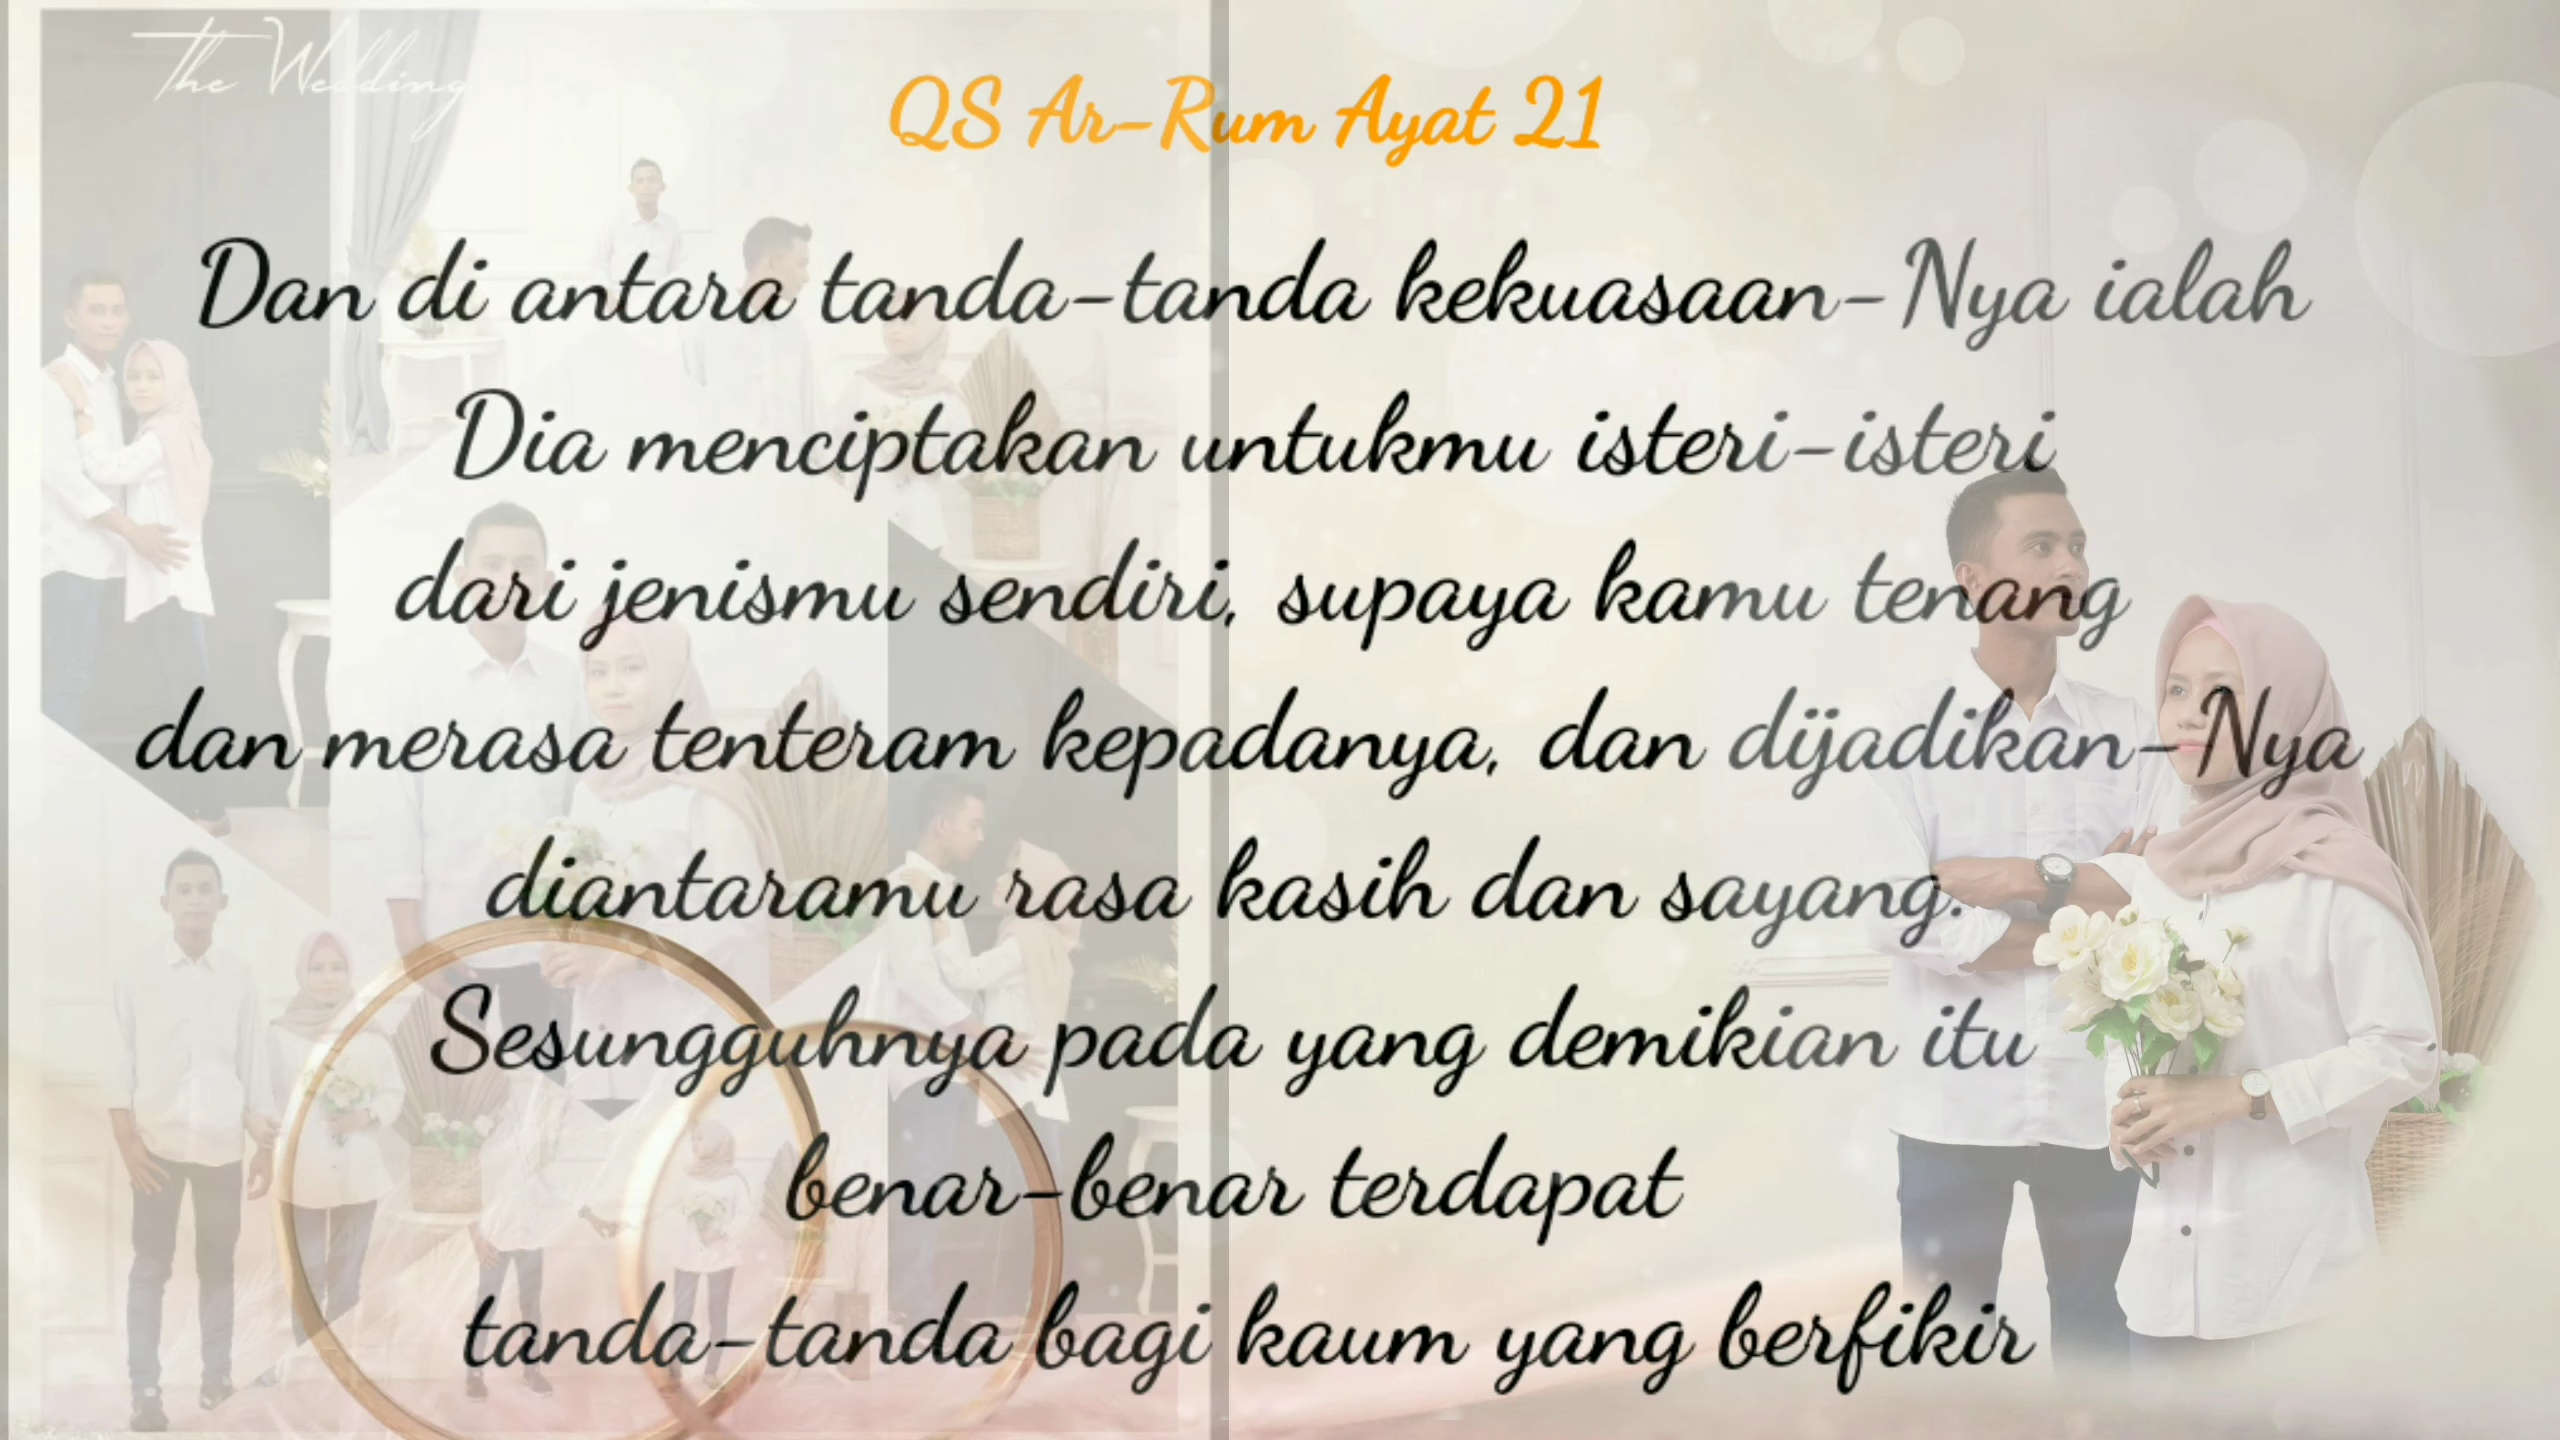 The Wedding
QS Ar-Rum Ayat 21
Dan di antara tanda-tanda kekuasaan-Nya ialah
Dia menciptakan untukmu isteri-isteri
dari jenismu sendiri, supaya kamu tenang
dan merasa tenteram kepadanya, dan dijadikan-Nya
diantaramu rasa kasih dan sayang.
Sesungguhnya pada yang demikian itu
benar-benar terdapat
tanda-tanda bagi kaum yang berfikir